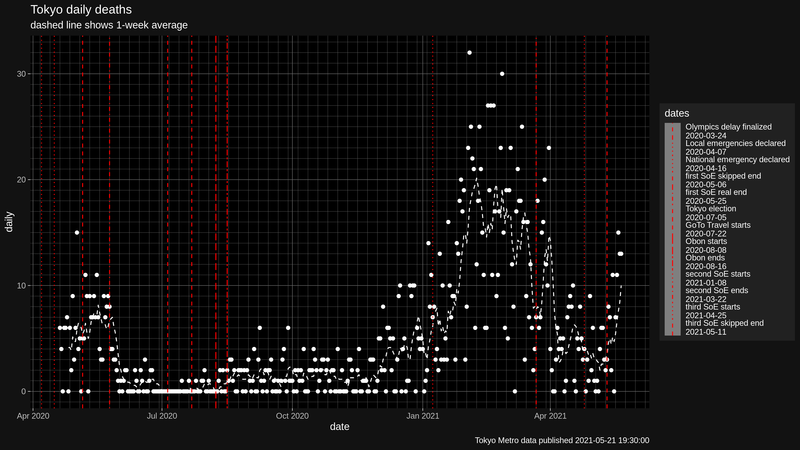 Tokyo daily deaths
dashed line shows 1-week average
30
20
10
0
daily
Apr 2020
Jul 2020
Oct 2020
Jan 2021
Apr 2021
date
dates
Olympics delay finalized
2020-03-24
Local emergencies declared
2020-04-07
National emergency declared
2020-04-16
first SoE skipped end
2020-05-06
first SoE real end
2020-05-25
Tokyo election
2020-07-05
GoTo Travel starts
2020-07-22
Obon starts
2020-08-08
Obon ends
2020-08-16
second SoE starts
2021-01-08
second SoE ends
2021-03-22
third SoE starts
2021-04-25
third SoE skipped end
2021-05-11
Tokyo Metro data published 2021-05-21 19:30:00